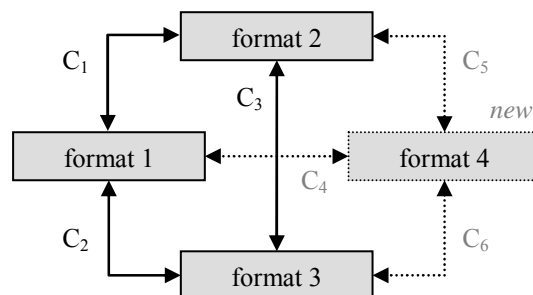 format 2
C₁
C₅
C₃
new
format 1
format 4
C₄
C₂
C₆
format 3